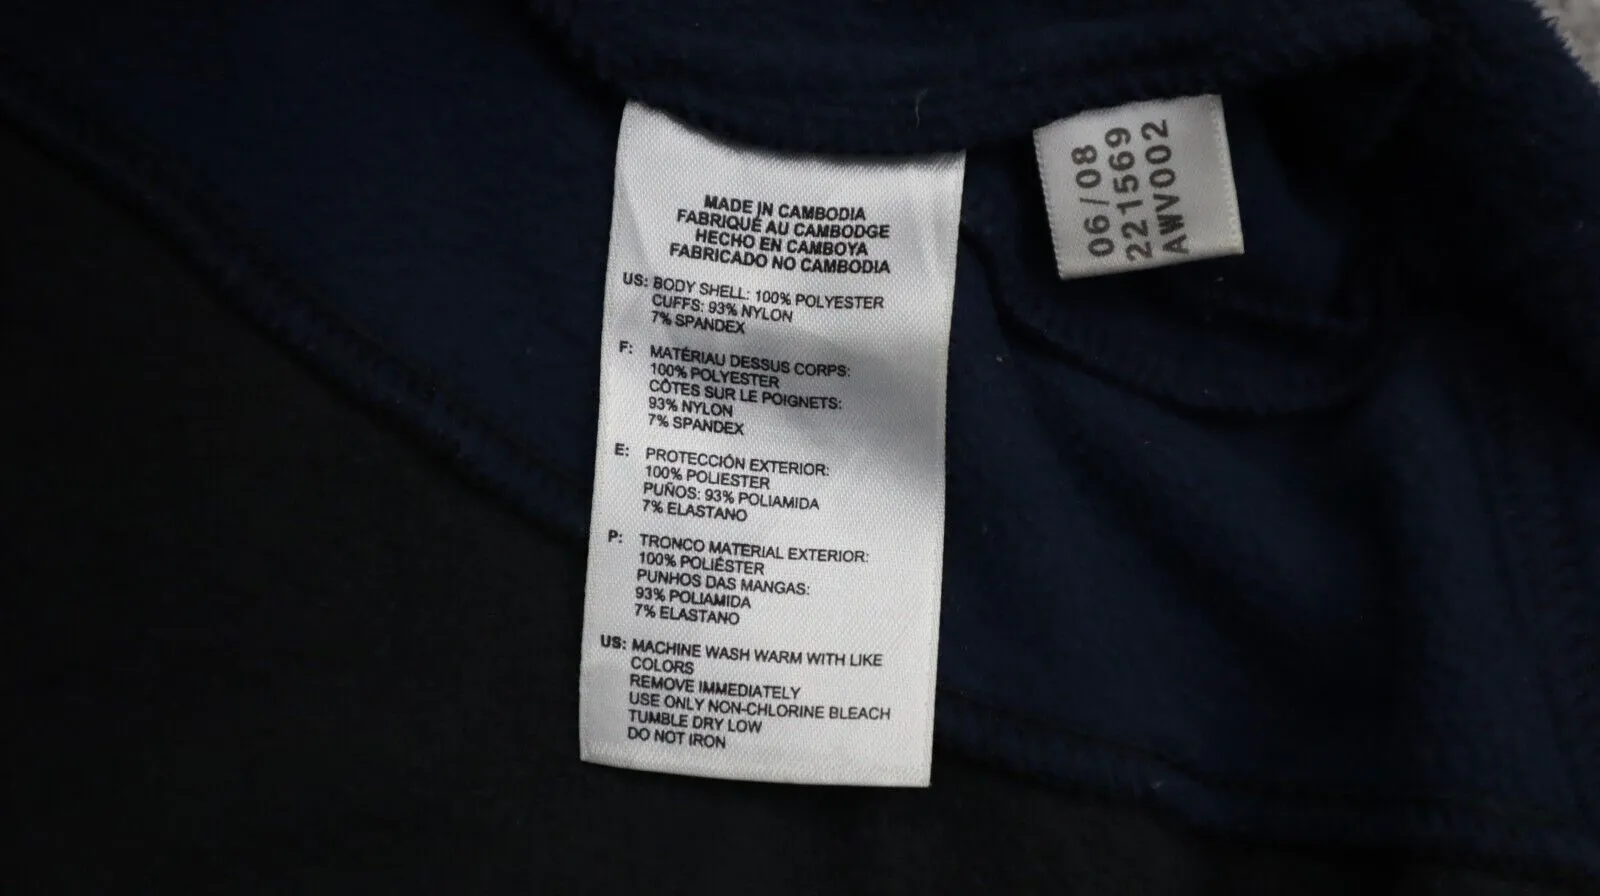 MADE IN CAMBODIA
FABRIQUÉ AU CAMBODGE
HECHO EN CAMBOYA
FABRICADO NO CAMBODIA
US: BODY SHELL: 100% POLYESTER
CUFFS: 93% NYLON
7% SPANDEX
F: MATÉRIAU DESSUS CORPS:
100% POLYESTER
CÔTES SUR LE POIGNETS:
93% NYLON
7% SPANDEX
E: PROTECCIÓN EXTERIOR:
100% POLIESTER
PUÑOS: 93% POLIAMIDA
7% ELASTANO
P: TRONCO MATERIAL EXTERIOR:
100% POLIÉSTER
PUNHOS DAS MANGAS:
93% POLIAMIDA
7% ELASTANO
US: MACHINE WASH WARM WITH LIKE
COLORS
REMOVE IMMEDIATELY
USE ONLY NON-CHLORINE BLEACH
TUMBLE DRY LOW
DO NOT IRON
06/08
221569
AWV002